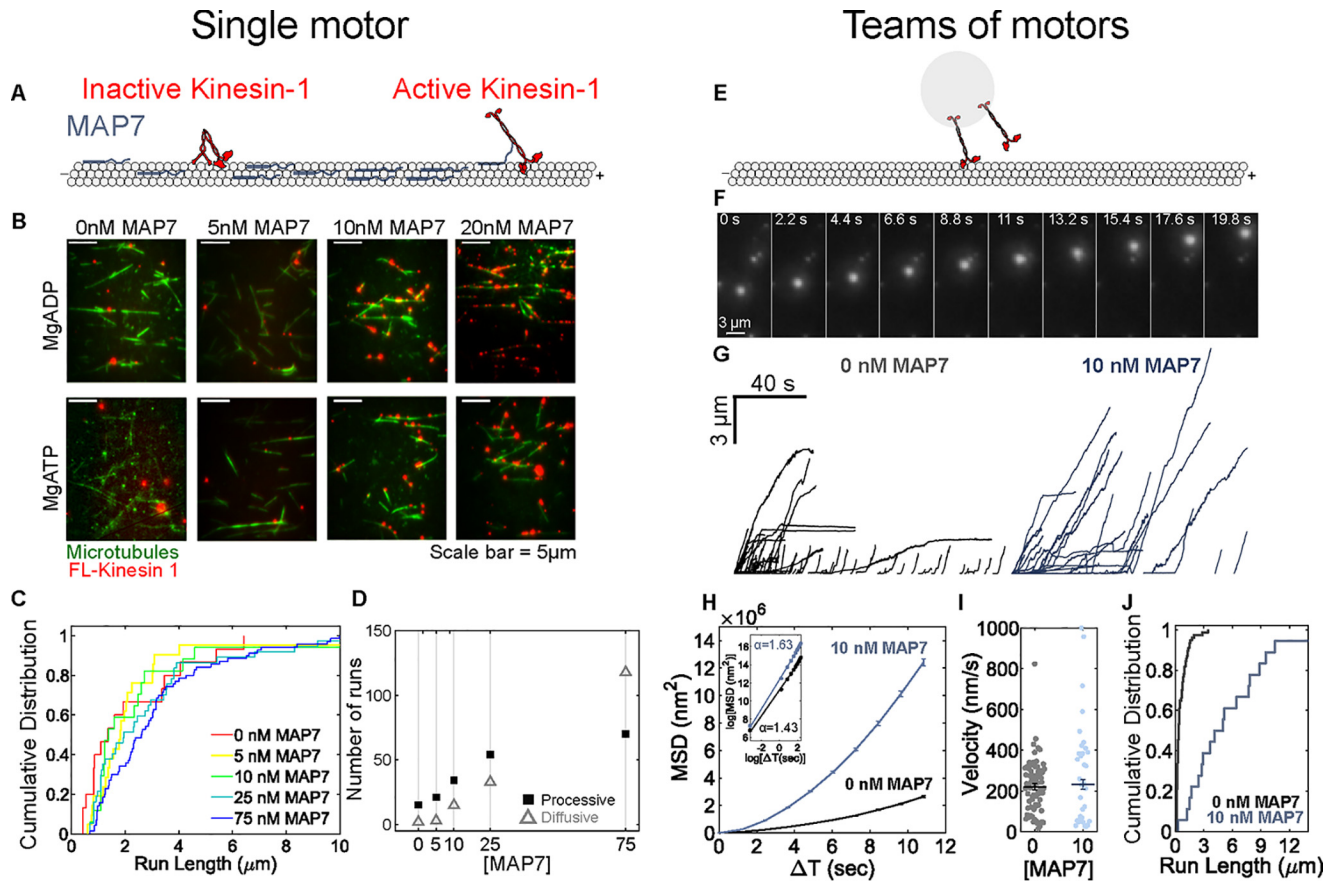 Single motor
Teams of motors
A
Inactive Kinesin-1
Active Kinesin-1
MAP7
−
+
E
−
+
B
0nM MAP7
5nM MAP7
10nM MAP7
20nM MAP7
MgADP
MgATP
Microtubules
FL-Kinesin 1
Scale bar = 5μm
F
0 s
2.2 s
4.4 s
6.6 s
8.8 s
11 s
13.2 s
15.4 s
17.6 s
19.8 s
3 μm
G
0 nM MAP7
10 nM MAP7
40 s
3 μm
C
Cumulative Distribution
1
0.8
0.6
0.4
0.2
0
0 nM MAP7
5 nM MAP7
10 nM MAP7
25 nM MAP7
75 nM MAP7
0
2
4
6
8
10
Run Length (μm)
D
Number of runs
150
100
50
0
Processive
Diffusive
0
5
10
25
75
[MAP7]
H
×10⁶
MSD (nm²)
14
12
10
8
6
4
2
0
10 nM MAP7
0 nM MAP7
log[MSD (nm²)]
16
14
12
10
8
6
α=1.63
α=1.43
-2
0
2
log[ΔT(sec)]
0
2
4
6
8
10
12
ΔT (sec)
I
Velocity (nm/s)
1000
800
600
400
200
0
0
10
[MAP7]
J
Cumulative Distribution
1
0.8
0.6
0.4
0.2
0
0 nM MAP7
10 nM MAP7
0
3
6
9
12
Run Length (μm)